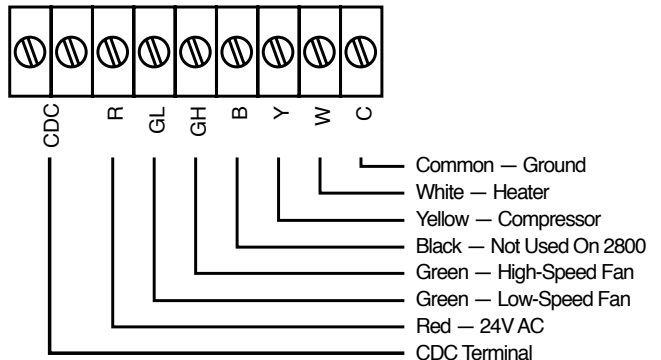 CDC
R
GL
GH
B
Y
W
C
Common — Ground
White — Heater
Yellow — Compressor
Black — Not Used On 2800
Green — High-Speed Fan
Green — Low-Speed Fan
Red — 24V AC
CDC Terminal